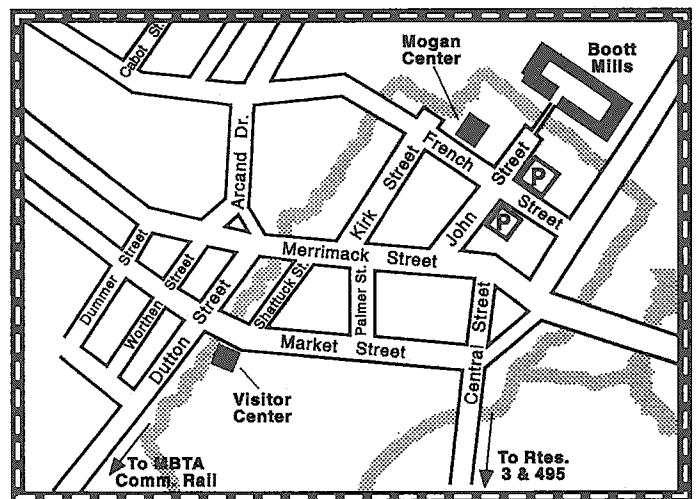 Cabot St.
Mogan
Center
Boott
Mills
Arcand Dr.
French
Street
Kirk
Street
John
Street
P
P
Merrimack Street
Dummer
Street
Worthen
Street
Dutton
Street
Shattuck St.
Palmer St.
Central Street
Market Street
Visitor
Center
To MBTA
Comm. Rail
To Rtes.
3 & 495